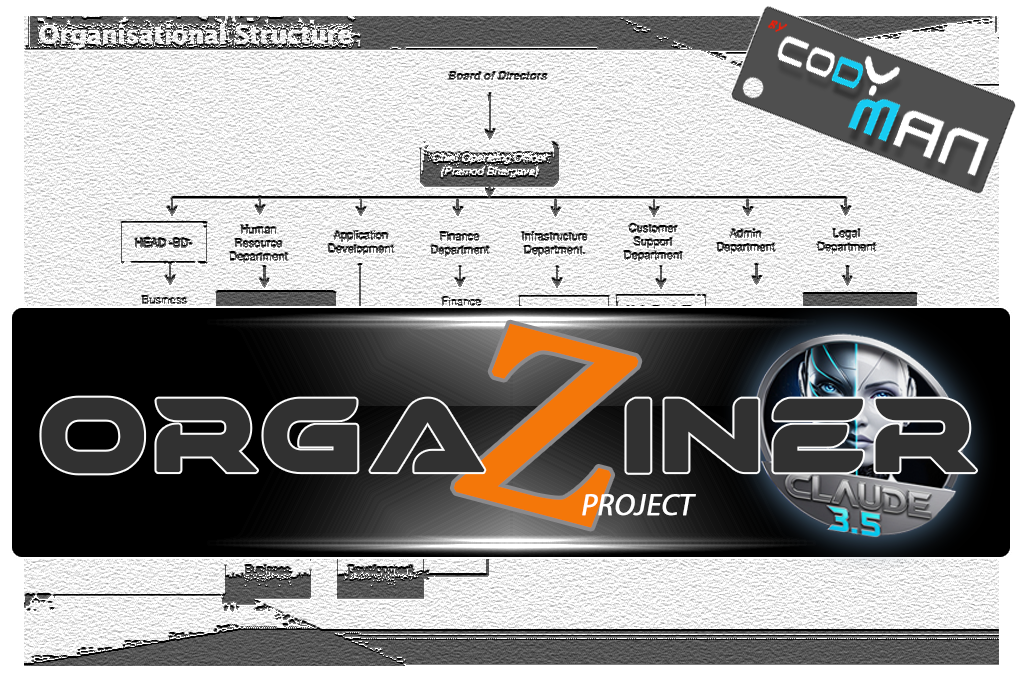 Organisational Structure
BY
CODY
MAN
Board of Directors
Chief Operating Officer
(Pramod Bhargava)
HEAD -BD-
Human
Resource
Department
Application
Development
Finance
Department
Infrastructure
Department.
Customer
Support
Department
Admin
Department
Legal
Department
Business
Finance
ORGAZINER
PROJECT
CLAUDE
3.5
Business
Development